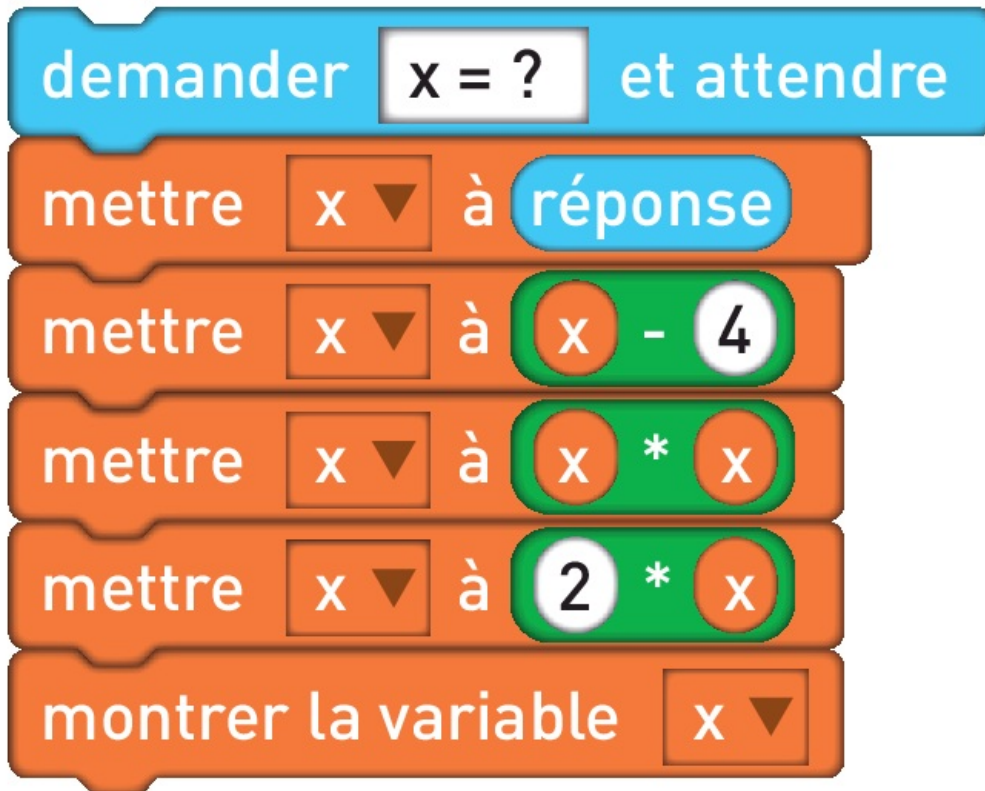 demander x = ? et attendre
mettre x ▼ à réponse
mettre x ▼ à x - 4
mettre x ▼ à x * x
mettre x ▼ à 2 * x
montrer la variable x ▼